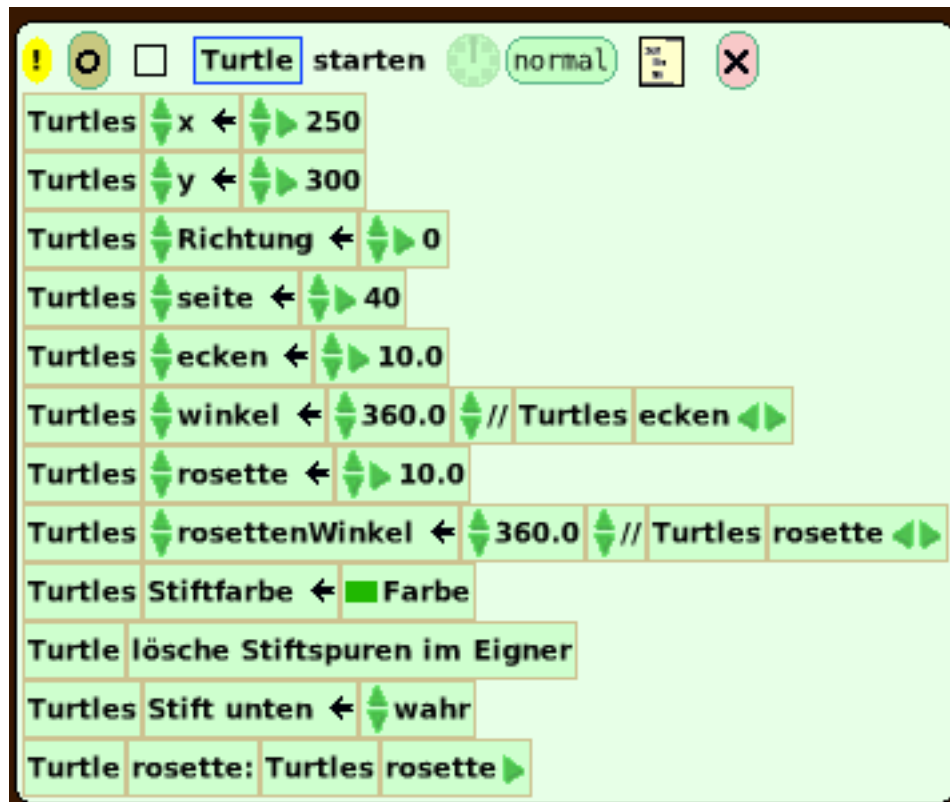 ! O Turtle starten normal X
Turtles x ← 250
Turtles y ← 300
Turtles Richtung ← 0
Turtles seite ← 40
Turtles ecken ← 10.0
Turtles winkel ← 360.0 // Turtles ecken
Turtles rosette ← 10.0
Turtles rosettenWinkel ← 360.0 // Turtles rosette
Turtles Stiftfarbe ← Farbe
Turtle lösche Stiftspuren im Eigner
Turtles Stift unten ← wahr
Turtle rosette: Turtles rosette